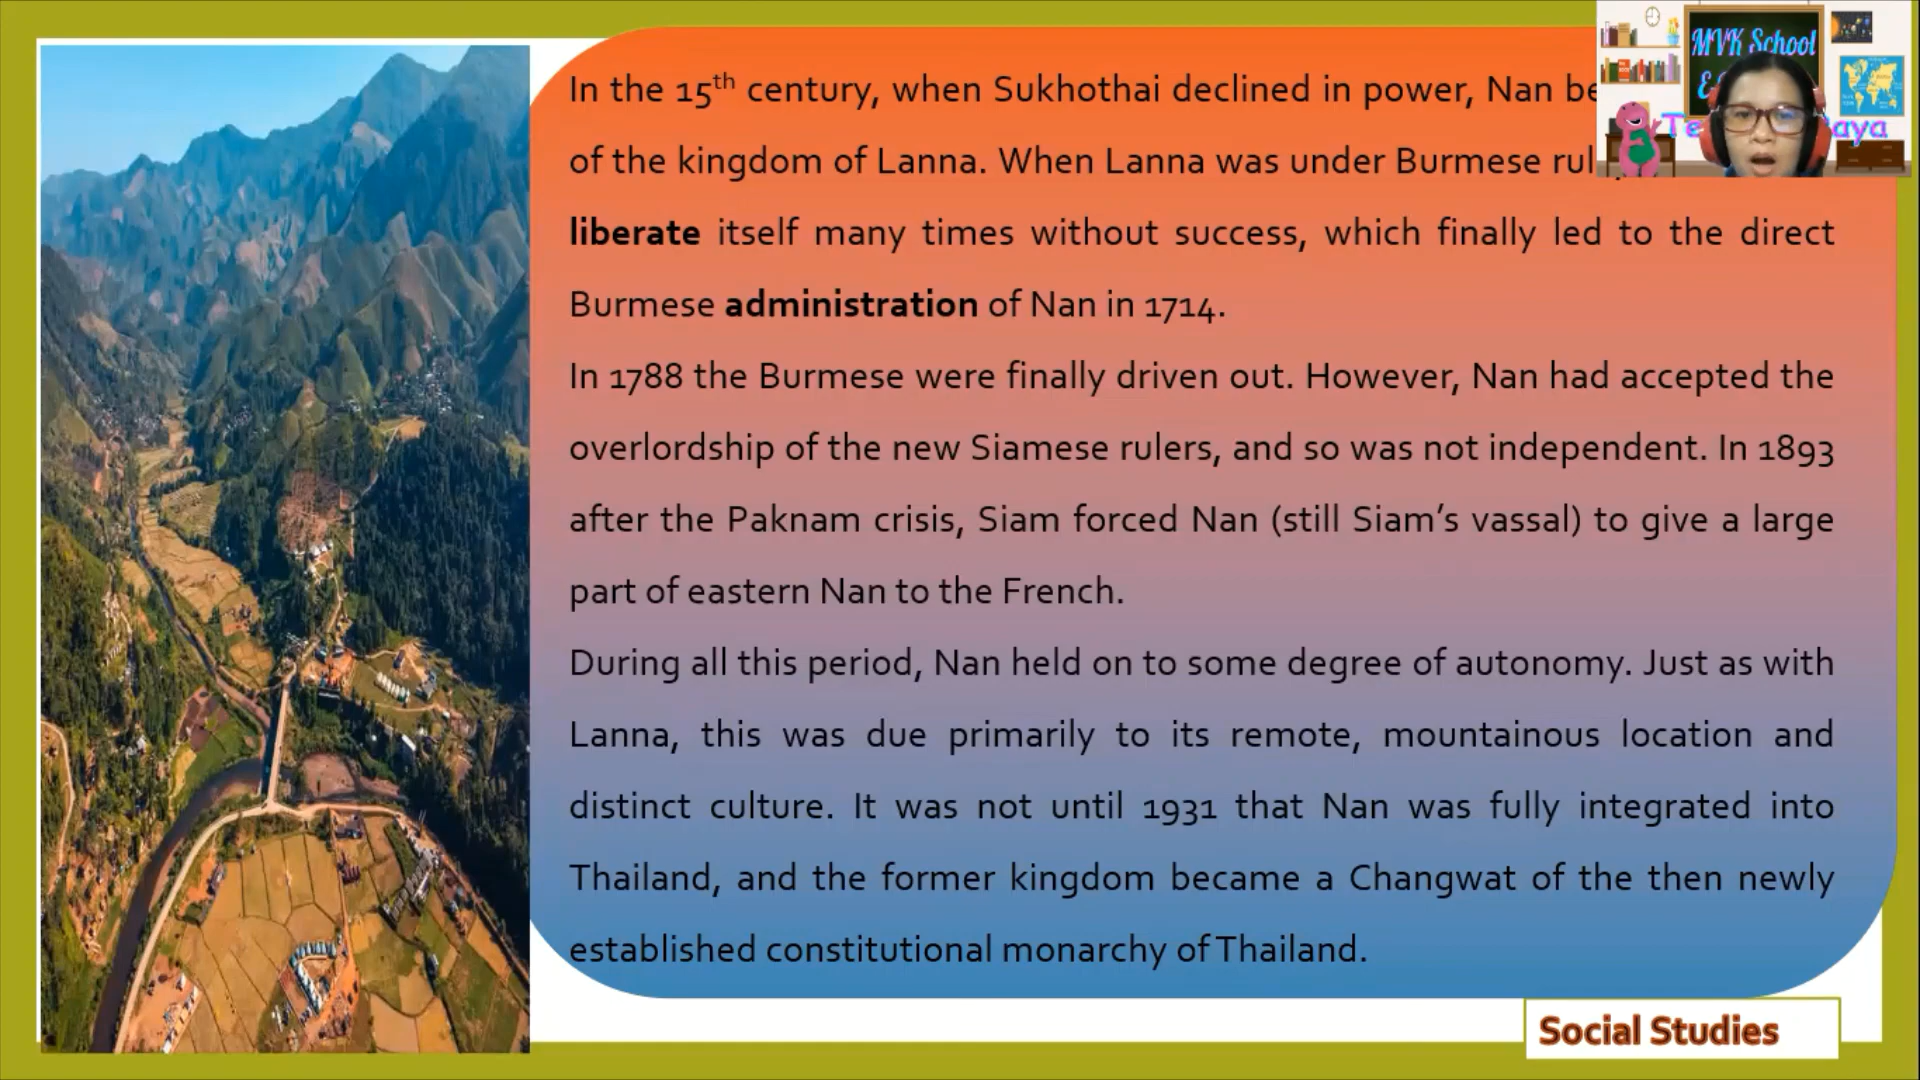 In the 15th century, when Sukhothai declined in power, Nan
of the kingdom of Lanna. When Lanna was under Burmese
liberate itself many times without success, which finally led to the direct
Burmese administration of Nan in 1714.
In 1788 the Burmese were finally driven out. However, Nan had accepted the
overlordship of the new Siamese rulers, and so was not independent. In 1893
after the Paknam crisis, Siam forced Nan (still Siam's vassal) to give a large
part of eastern Nan to the French.
During all this period, Nan held on to some degree of autonomy. Just as with
Lanna, this was due primarily to its remote, mountainous location and
distinct culture. It was not until 1931 that Nan was fully integrated into
Thailand, and the former kingdom became a Changwat of the then newly
established constitutional monarchy of Thailand.
MVK School
&
Social Studies